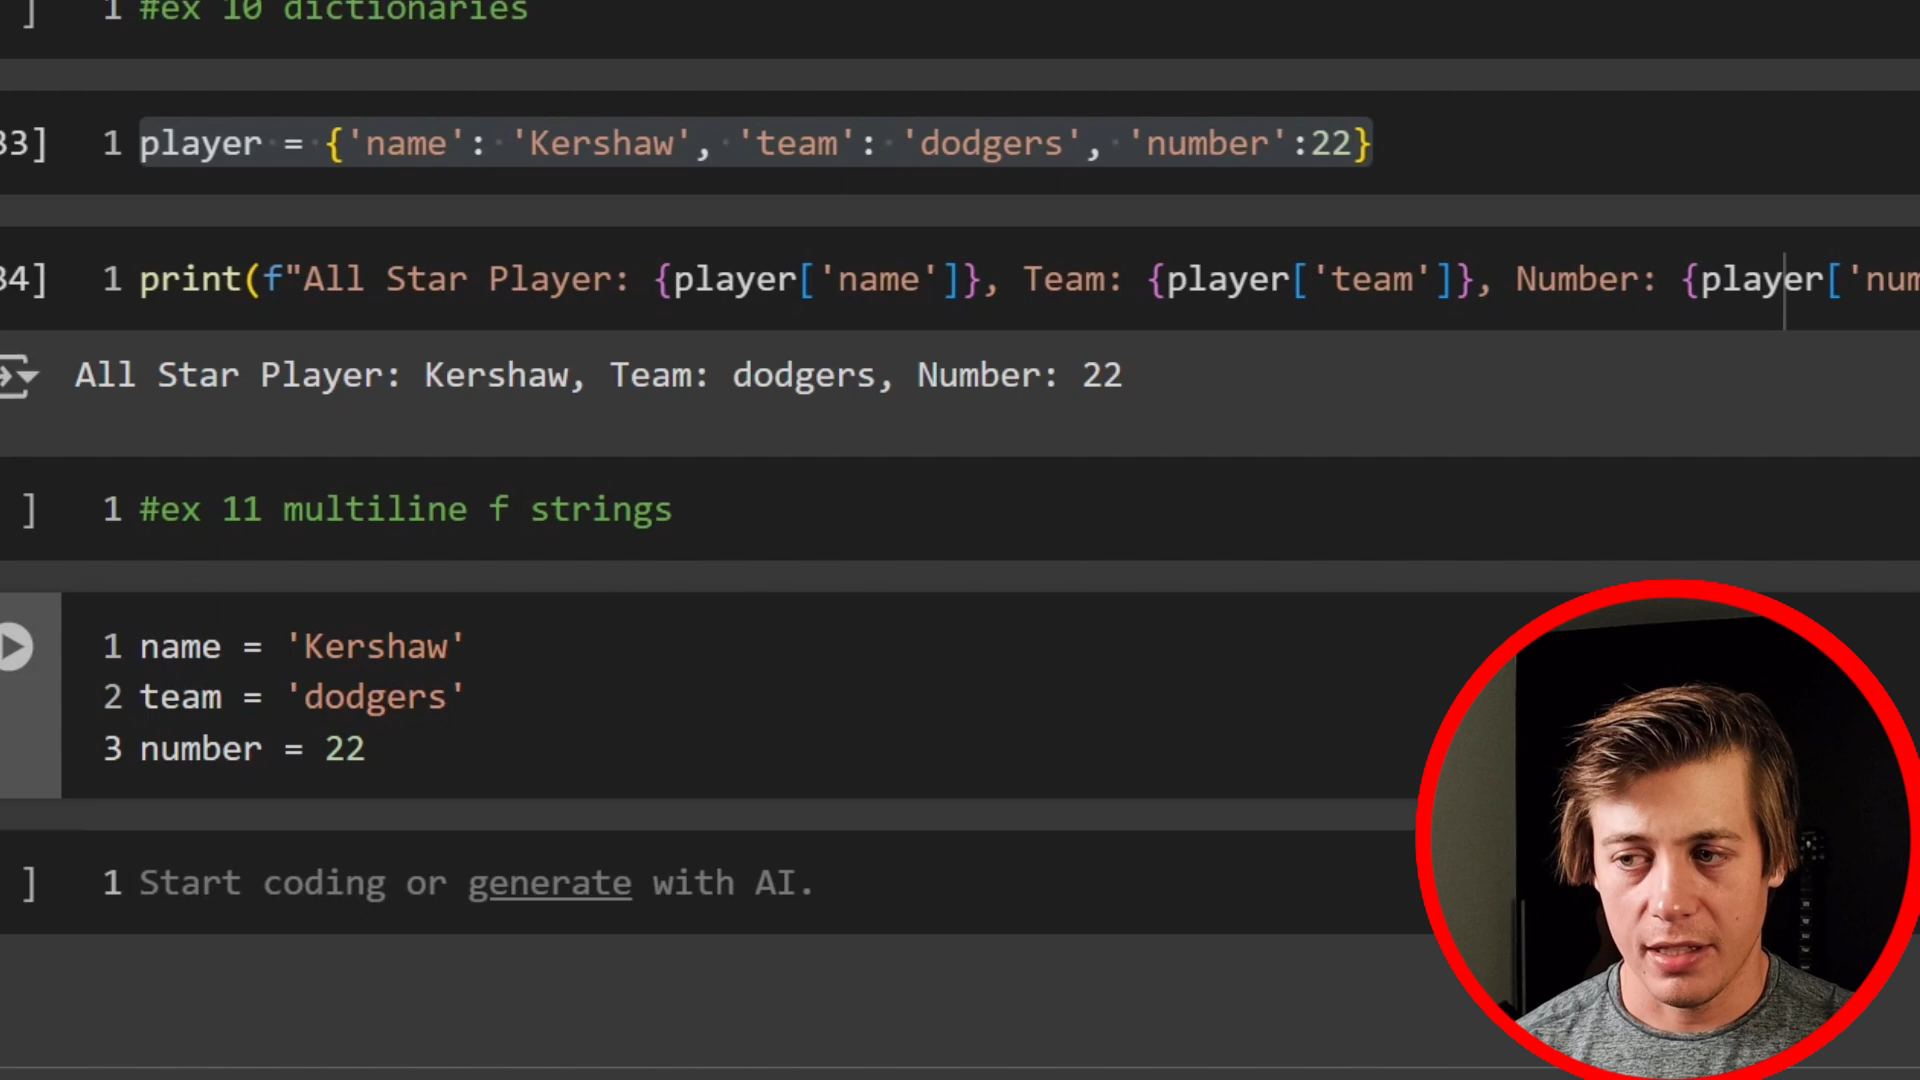 ] 1 #ex 10 dictionaries
33] 1 player = {'name': 'Kershaw', 'team': 'dodgers', 'number':22}
34] 1 print(f"All Star Player: {player['name']}, Team: {player['team']}, Number: {player['num
All Star Player: Kershaw, Team: dodgers, Number: 22
] 1 #ex 11 multiline f strings
1 name = 'Kershaw'
2 team = 'dodgers'
3 number = 22
] 1 Start coding or generate with AI.